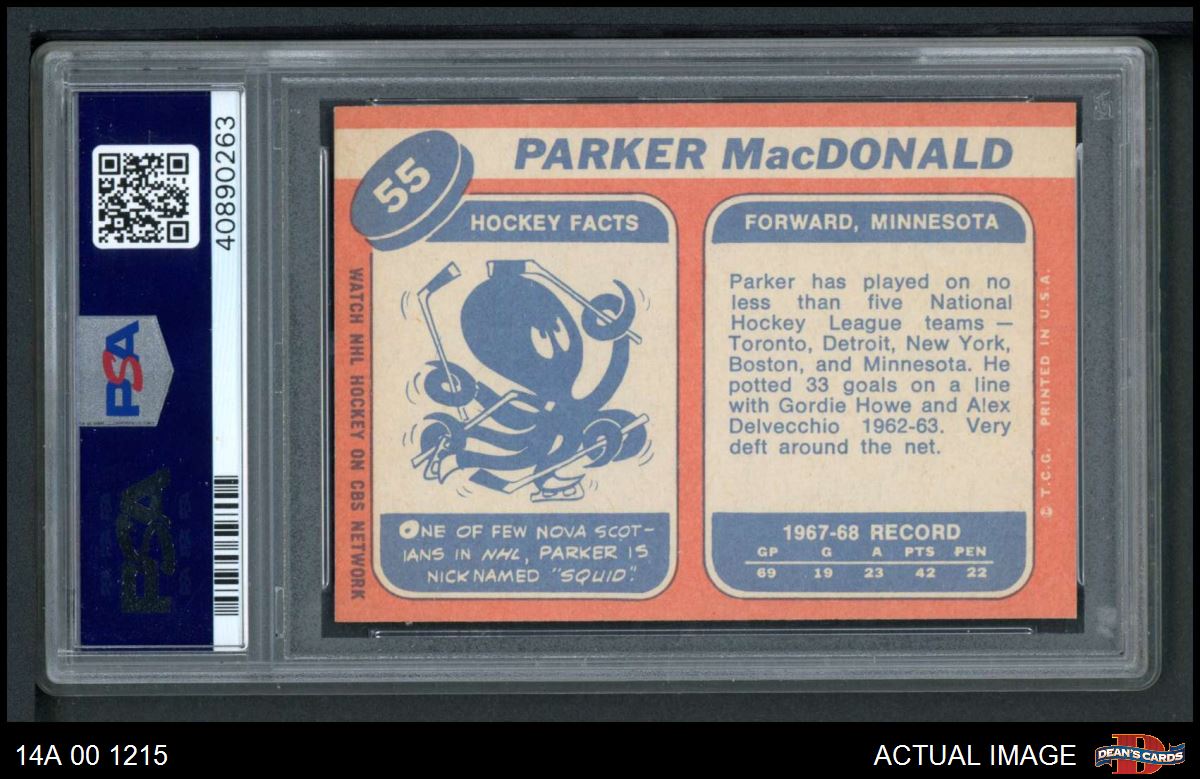 40890263
PSA
PSA
55
PARKER MacDONALD
HOCKEY FACTS
WATCH NHL HOCKEY ON CBS NETWORK
ONE OF FEW NOVA SCOT-
IANS IN NHL, PARKER IS
NICKNAMED "SQUID".
FORWARD, MINNESOTA
Parker has played on no
less than five National
Hockey League teams —
Toronto, Detroit, New York,
Boston, and Minnesota. He
potted 33 goals on a line
with Gordie Howe and Alex
Delvecchio 1962-63. Very
deft around the net.
1967-68 RECORD
GP G A PTS PEN
69 19 23 42 22
© T.C.G. PRINTED IN U.S.A.
14A 00 1215
ACTUAL IMAGE
DEAN'S CARDS